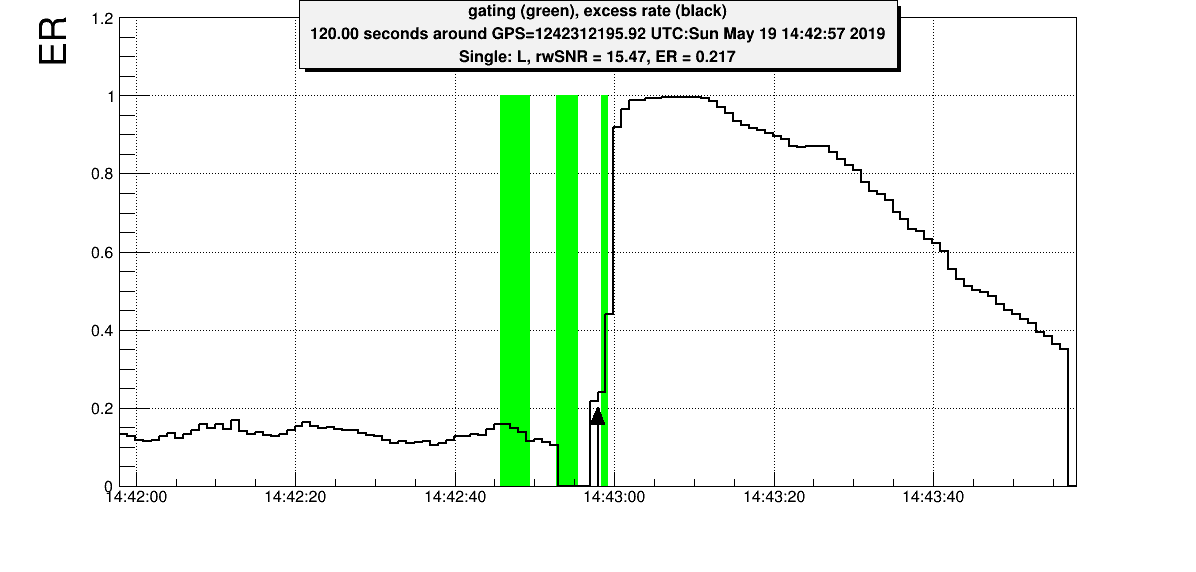 gating (green), excess rate (black)
120.00 seconds around GPS=1242312195.92 UTC:Sun May 19 14:42:57 2019
Single: L, rwSNR = 15.47, ER = 0.217
ER
1.2
1
0.8
0.6
0.4
0.2
0
14:42:00 14:42:20 14:42:40 14:43:00 14:43:20 14:43:40